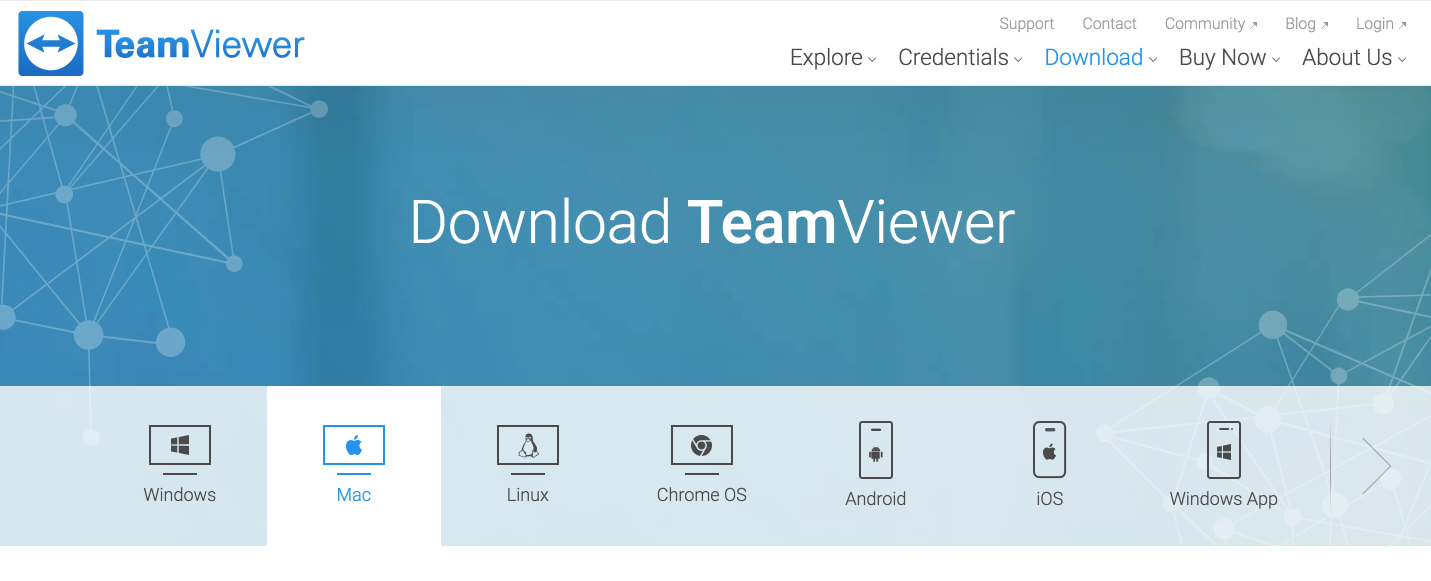 Support Contact Community Blog Login
TeamViewer
Explore Credentials Download Buy Now About Us
Download TeamViewer
Windows Mac Linux Chrome OS Android iOS Windows App